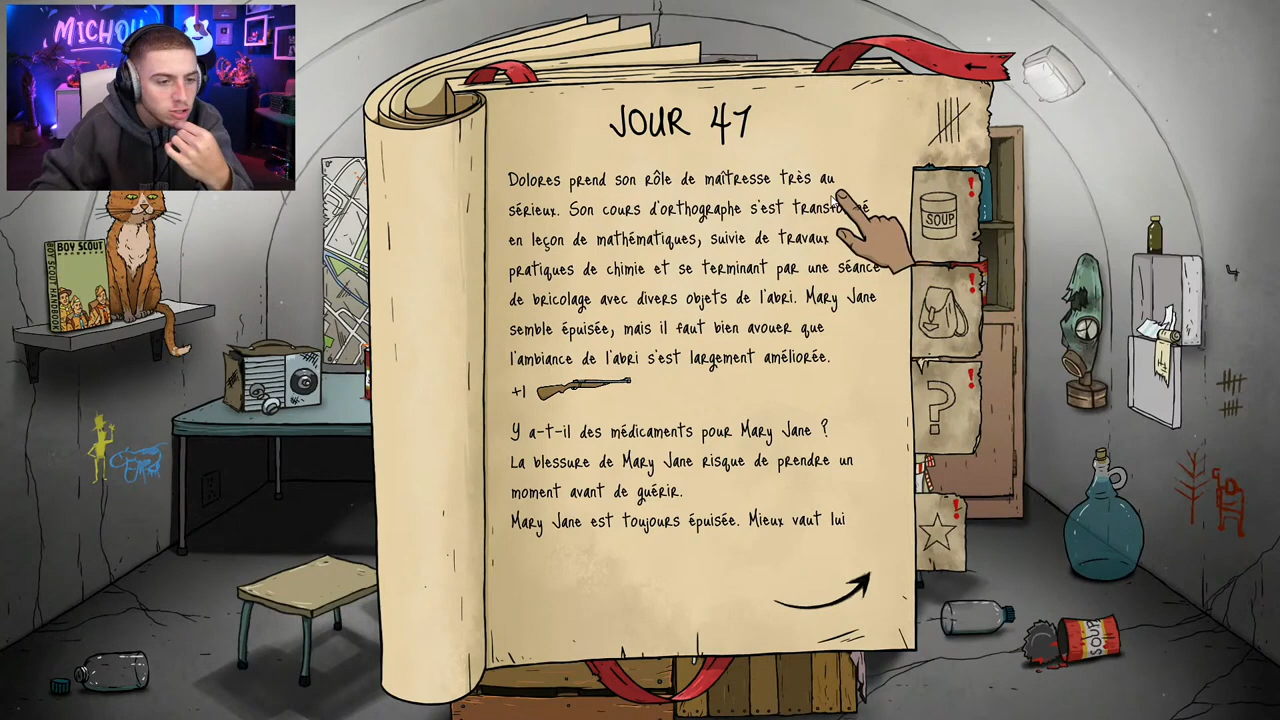 MICHOU
JOUR 47
Dolores prend son rôle de maîtresse très au
sérieux. Son cours d'orthographe s'est
en leçon de mathématiques, suivie de travaux
pratiques de chimie et se terminant par une séance
de bricolage avec divers objets de l'abri. Mary Jane
semble épuisée, mais il faut bien avouer que
l'ambiance de l'abri s'est largement améliorée.
+1
Y a-t-il des médicaments pour Mary Jane ?
La blessure de Mary Jane risque de prendre un
moment avant de guérir.
Mary Jane est toujours épuisée. Mieux vaut lui
SOUP
!
!
?
!
!
BOY SCOUT
BOY SCOUT HANDBOOK
SOUP